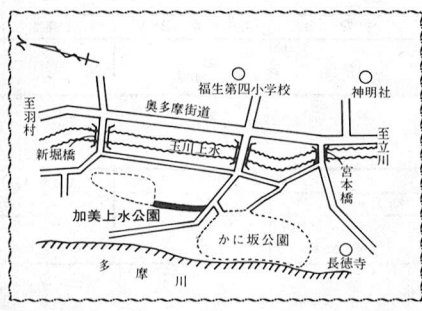 N
福生第四小学校
神明社
至羽村
奥多摩街道
至立川
新堀橋
玉川上水
宮本橋
加美上水公園
かに坂公園
長徳寺
多摩川